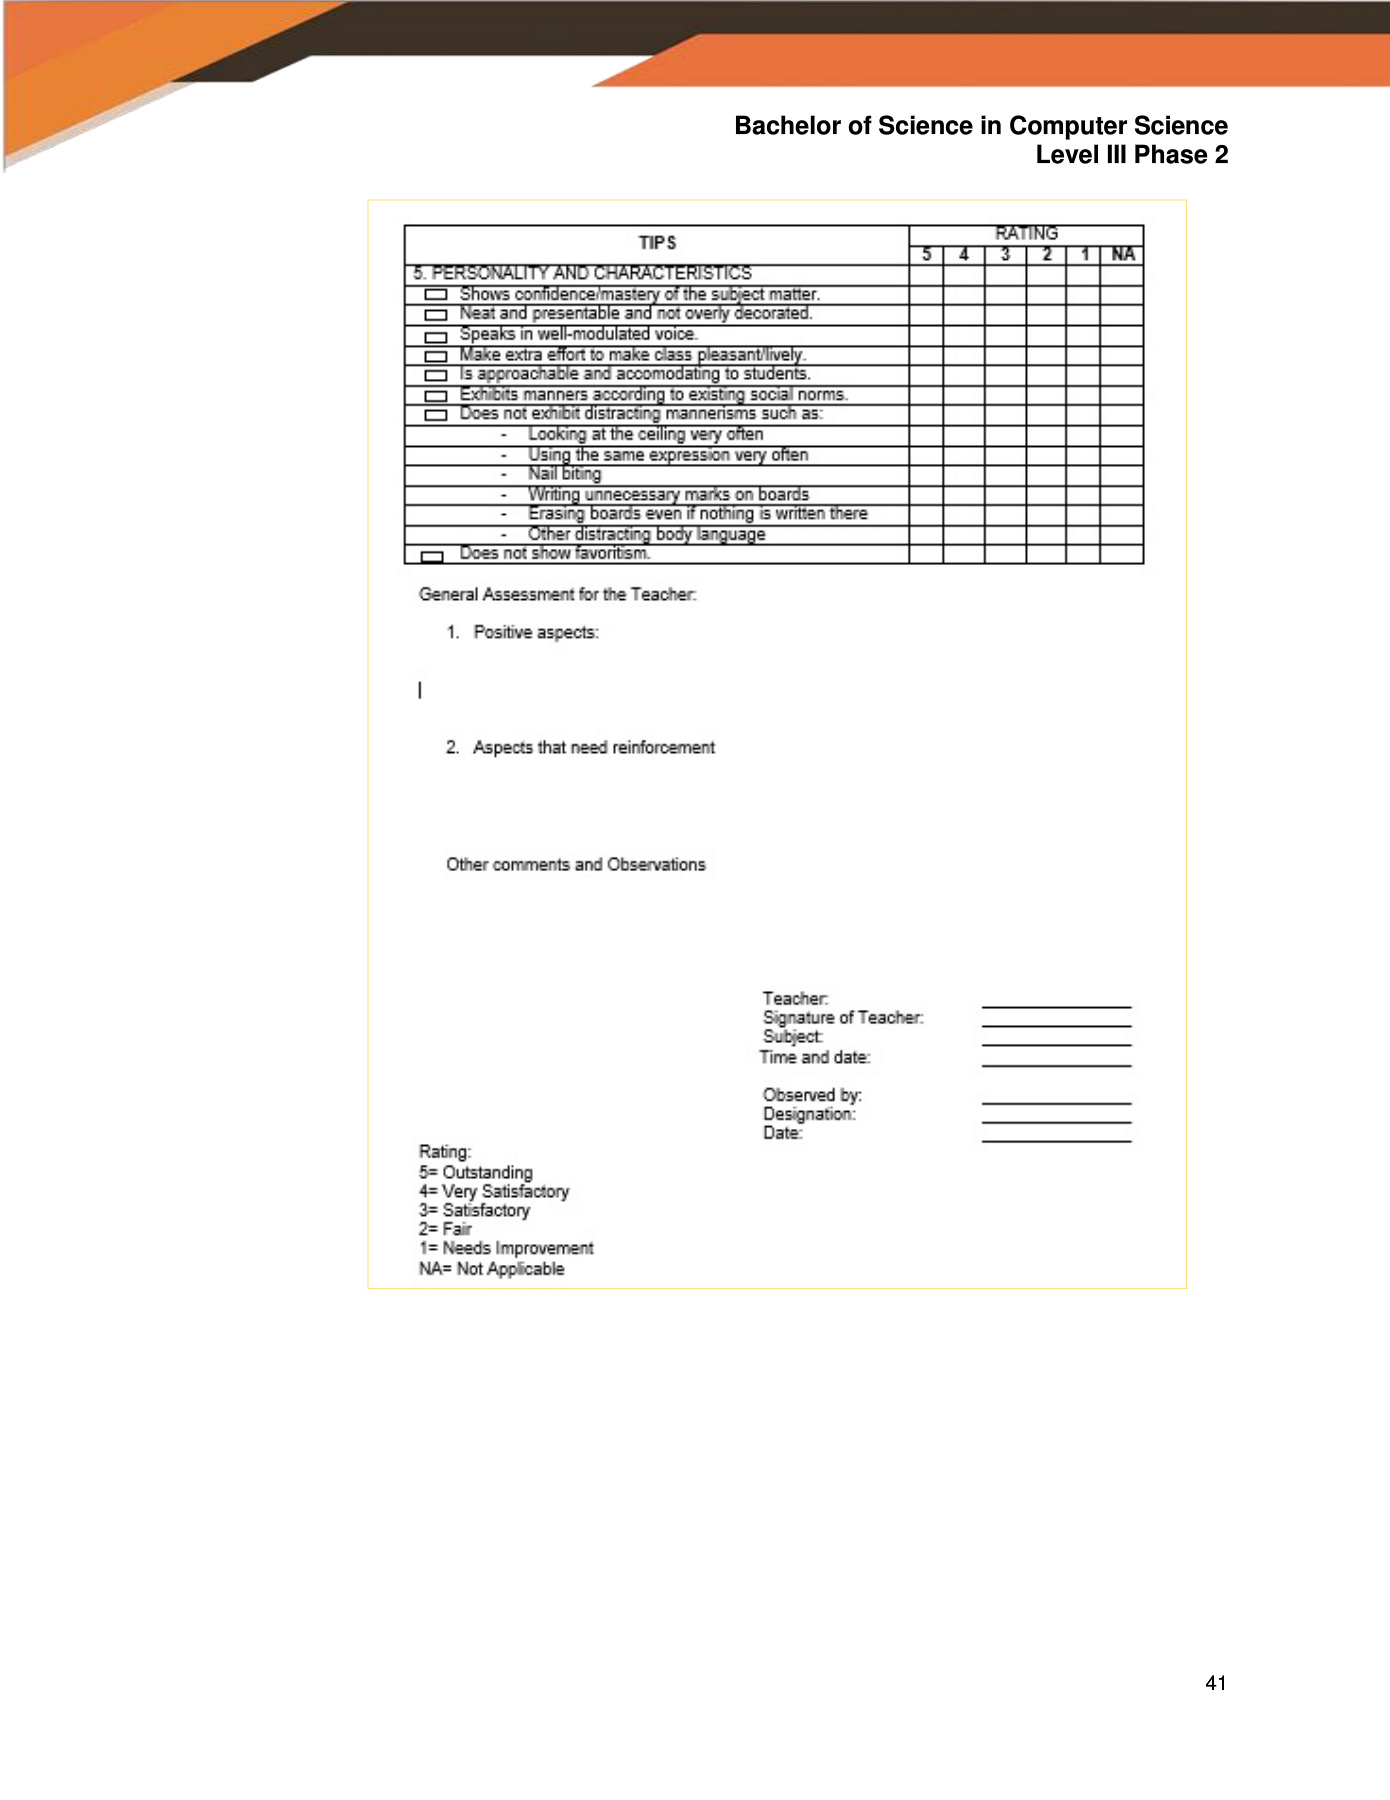 Bachelor of Science in Computer Science
Level III Phase 2
TIPS
RATING
5 4 3 2 1 NA
5. PERSONALITY AND CHARACTERISTICS
Shows confidence/mastery of the subject matter.
Neat and presentable and not overly decorated.
Speaks in well-modulated voice.
Make extra effort to make class pleasant/lively.
Is approachable and accomodating to students.
Exhibits manners according to existing social norms.
Does not exhibit distracting mannerisms such as:
- Looking at the ceiling very often
- Using the same expression very often
- Nail biting
- Writing unnecessary marks on boards
- Erasing boards even if nothing is written there
- Other distracting body language
Does not show favoritism.
General Assessment for the Teacher:
1. Positive aspects:
2. Aspects that need reinforcement
Other comments and Observations
Teacher:
Signature of Teacher:
Subject:
Time and date:
Observed by:
Designation:
Date:
Rating:
5= Outstanding
4= Very Satisfactory
3= Satisfactory
2= Fair
1= Needs Improvement
NA= Not Applicable
41